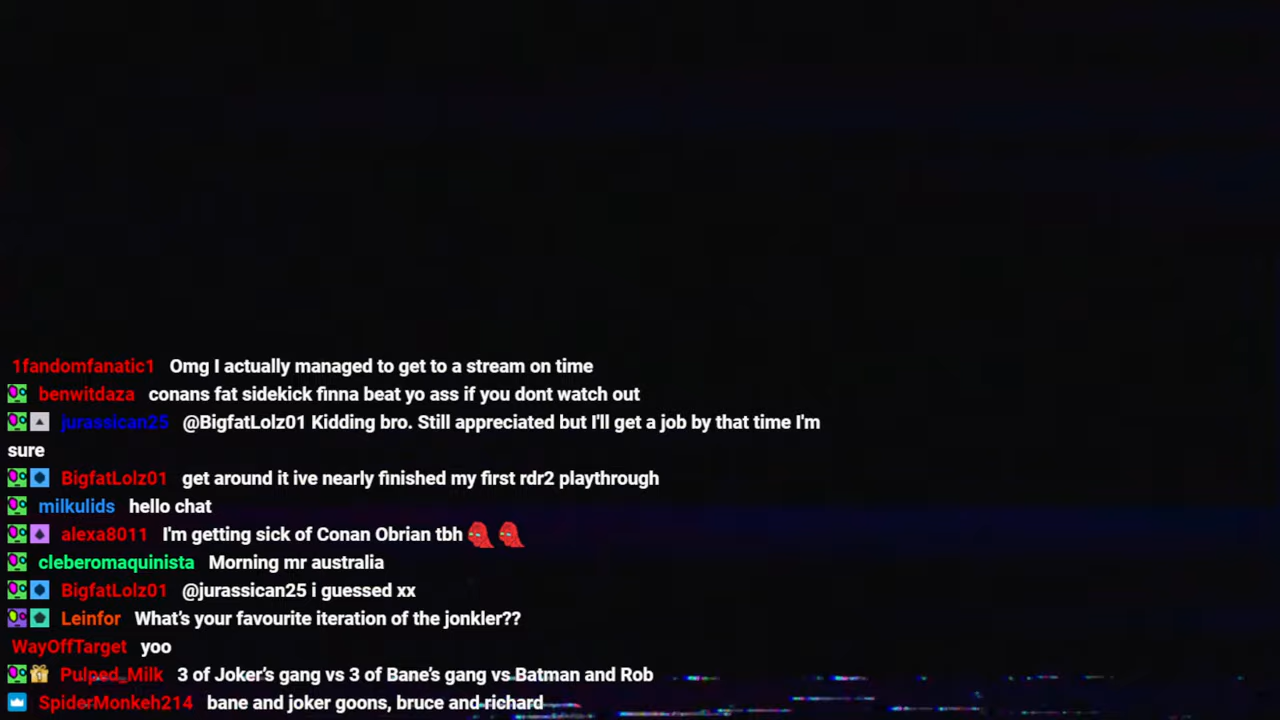 1fandomfanatic1 Omg I actually managed to get to a stream on time
benwitdaza conans fat sidekick finna beat yo ass if you dont watch out
jurassican25 @BigfatLolz01 Kidding bro. Still appreciated but I'll get a job by that time I'm
sure
BigfatLolz01 get around it ive nearly finished my first rdr2 playthrough
milkulids hello chat
alexa8011 I'm getting sick of Conan Obrian tbh
cleberomaquinista Morning mr australia
BigfatLolz01 @jurassican25 i guessed xx
Leinfor What's your favourite iteration of the jonkler??
WayOffTarget yoo
Pulped_Milk 3 of Joker's gang vs 3 of Bane's gang vs Batman and Rob
SpiderMonkeh214 bane and joker goons, bruce and richard